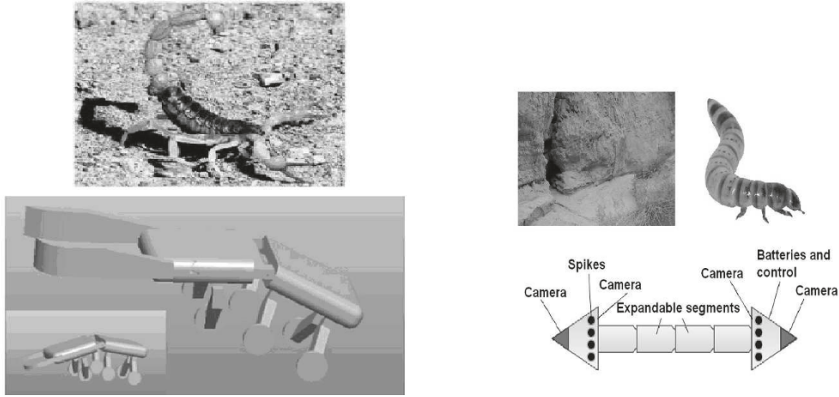 Spikes
Camera
Camera
Expandable segments
Camera
Batteries and
control
Camera